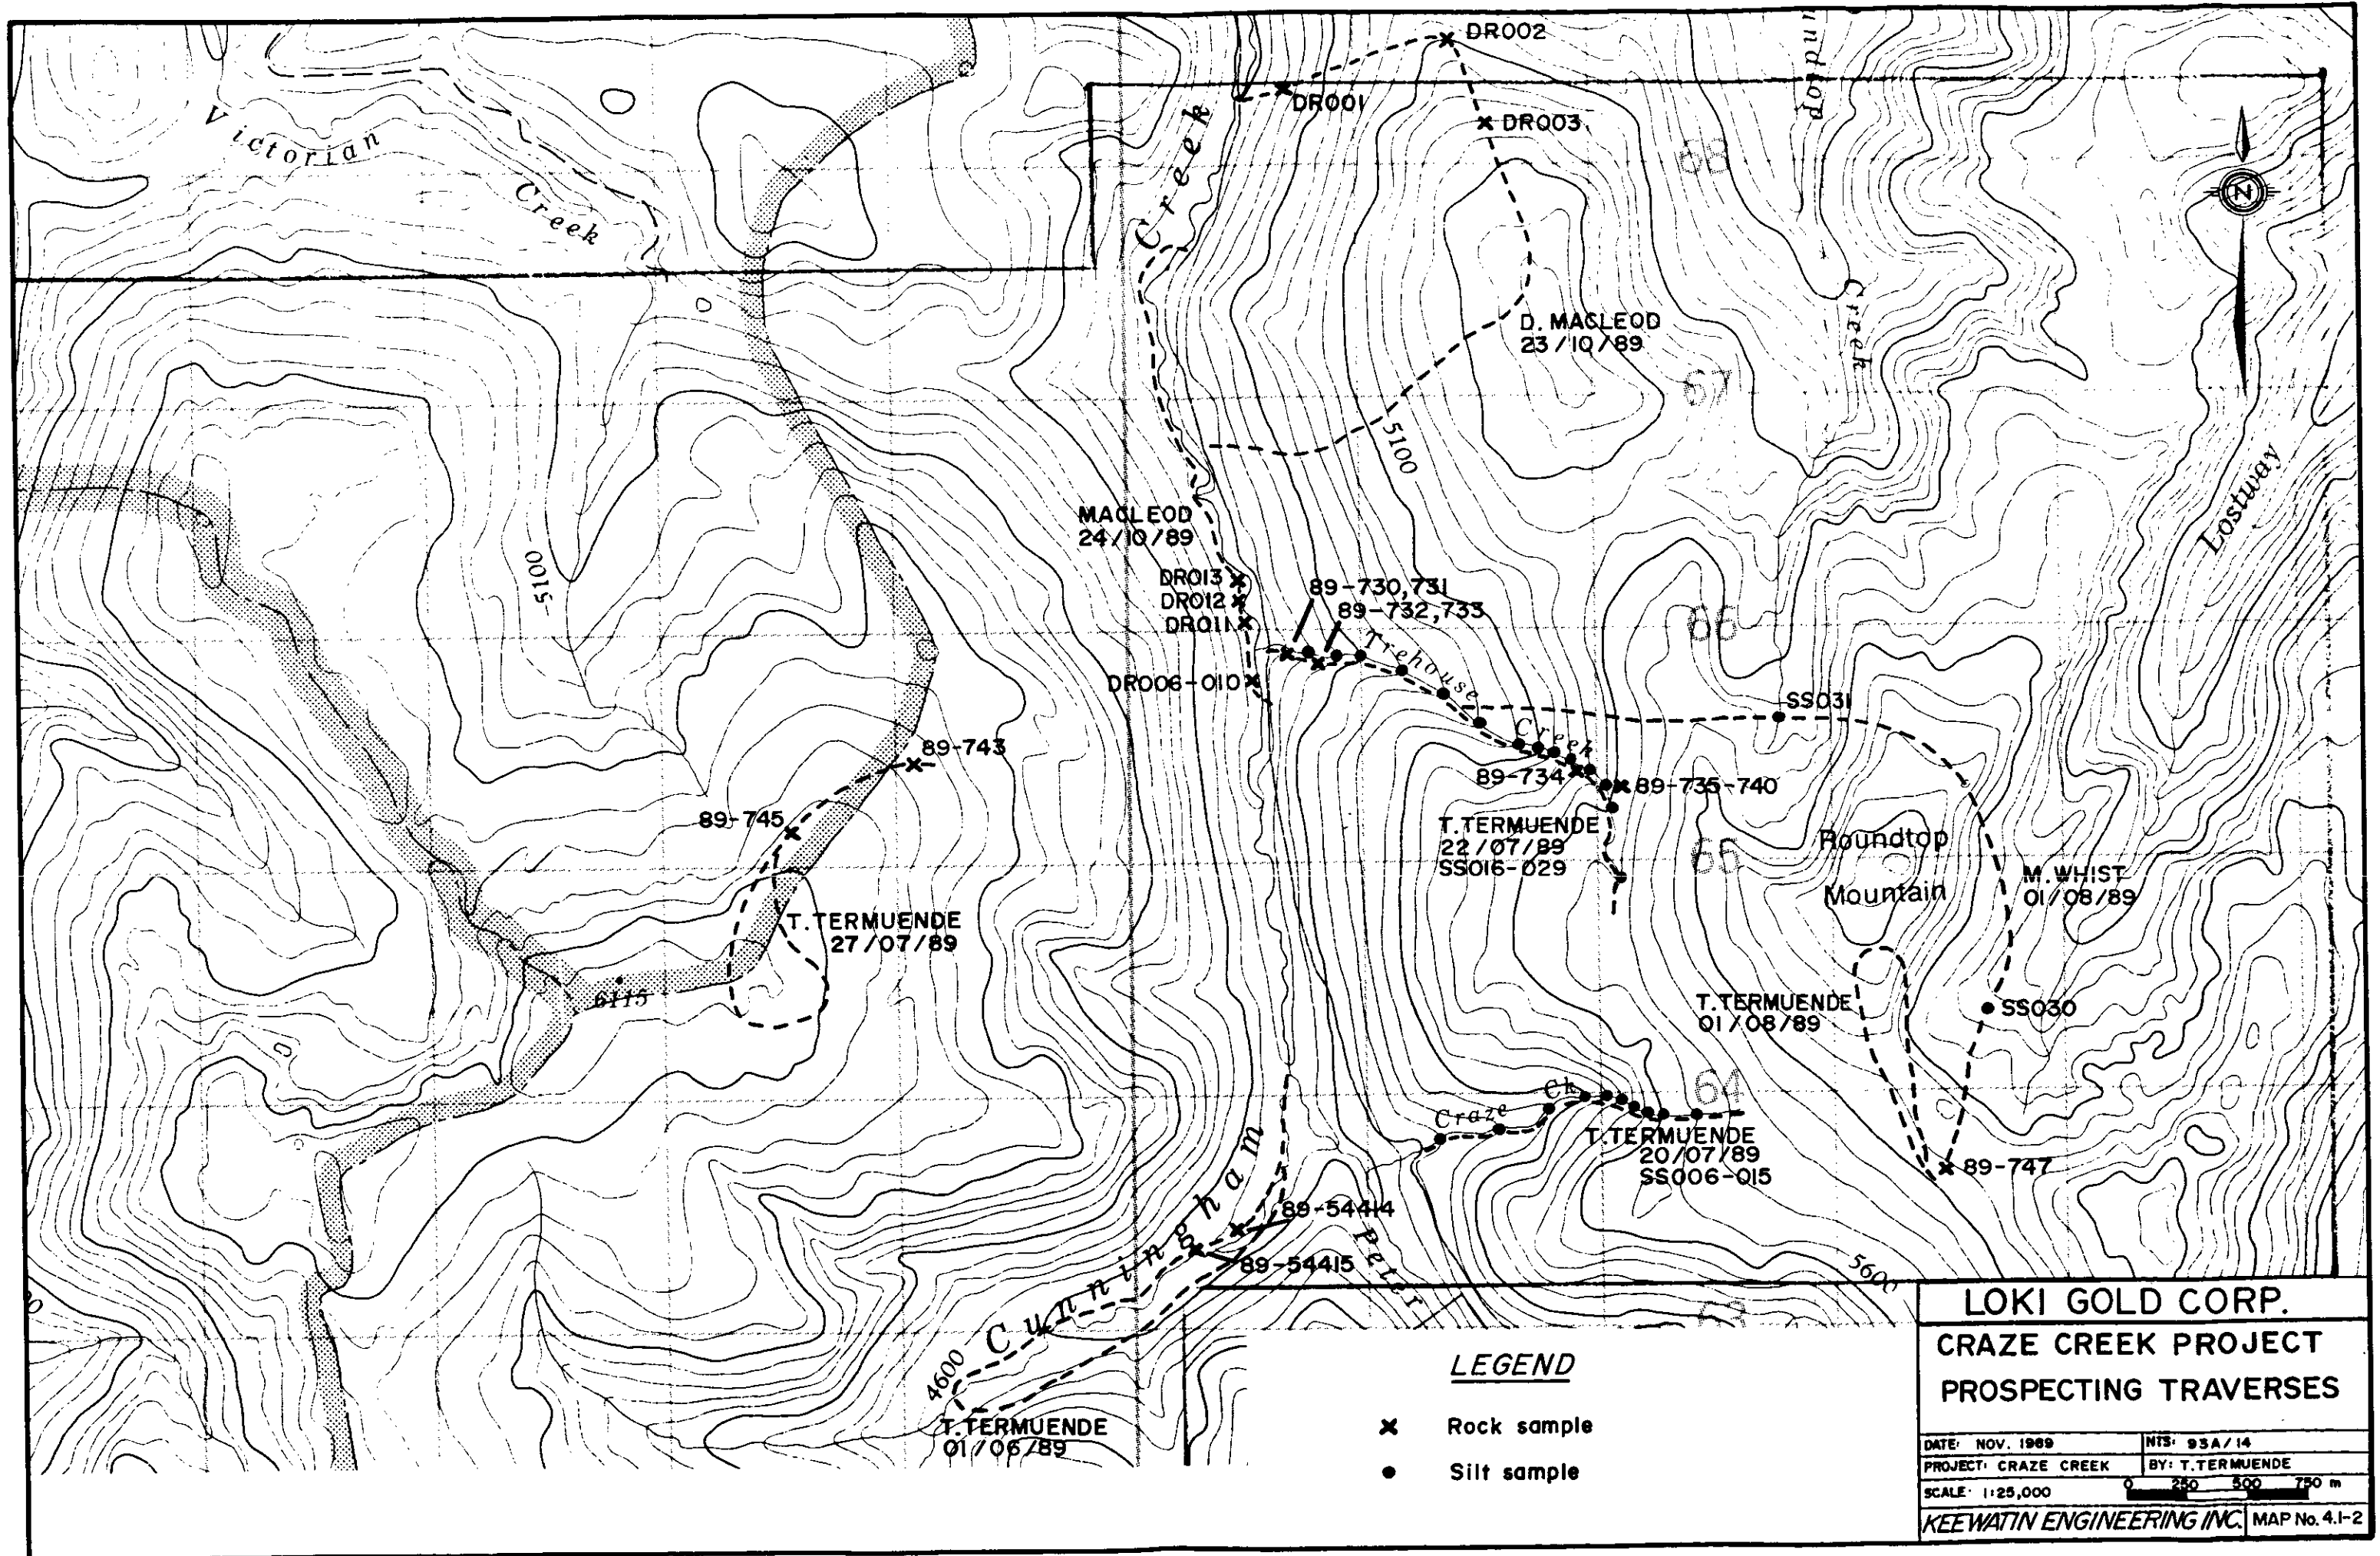 DR002
DR001
DR003
Victorian
Creek
Creek
Creek
68
D. MACLEOD
23/10/89
67
5100
Lostway
MACLEOD
24/10/89
5100
DR013
DR012
DR011
89-730,731
89-732,733
66
Trehouse
Creek
DR006-010
SS031
89-743
89-734
89-735-740
89-745
T.TERMUENDE
22/07/89
SS016-029
65
Roundtop
Mountain
M.WHIST
01/08/89
T.TERMUENDE
27/07/89
6115
T.TERMUENDE
01/08/89
SS030
64
Craze Ck
T.TERMUENDE
20/07/89
SS006-015
89-747
89-54414
89-54415
Cunningham
Peter
5600
63
4600
T.TERMUENDE
01/06/89
N
LEGEND
x Rock sample
• Silt sample
LOKI GOLD CORP.
CRAZE CREEK PROJECT
PROSPECTING TRAVERSES
DATE: NOV. 1989 NTS: 93A/14
PROJECT: CRAZE CREEK BY: T.TERMUENDE
SCALE: 1:25,000 0 250 500 750 m
KEEWATIN ENGINEERING INC. MAP No. 4.1-2